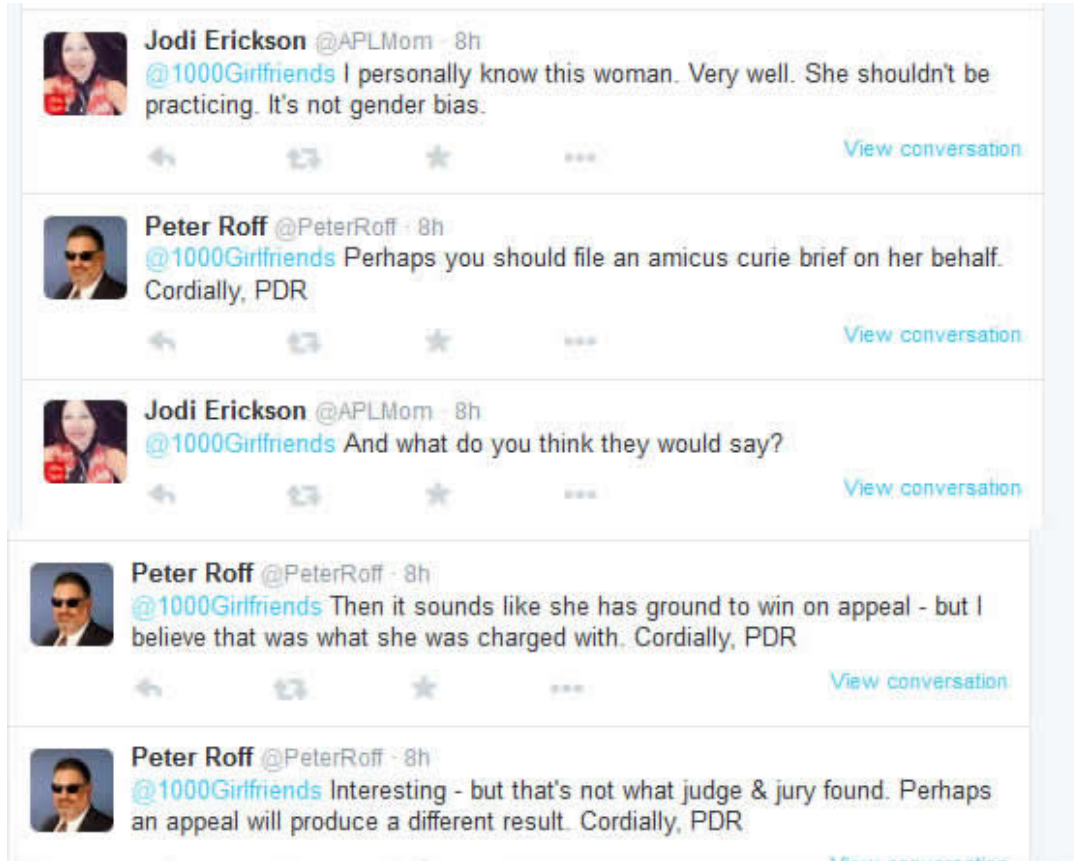 Jodi Erickson @APLMom · 8h
@1000Girlfriends I personally know this woman. Very well. She shouldn't be
practicing. It's not gender bias.
View conversation
Peter Roff @PeterRoff · 8h
@1000Girlfriends Perhaps you should file an amicus curie brief on her behalf.
Cordially, PDR
View conversation
Jodi Erickson @APLMom · 8h
@1000Girlfriends And what do you think they would say?
View conversation
Peter Roff @PeterRoff · 8h
@1000Girlfriends Then it sounds like she has ground to win on appeal - but I
believe that was what she was charged with. Cordially, PDR
View conversation
Peter Roff @PeterRoff · 8h
@1000Girlfriends Interesting - but that's not what judge & jury found. Perhaps
an appeal will produce a different result. Cordially, PDR